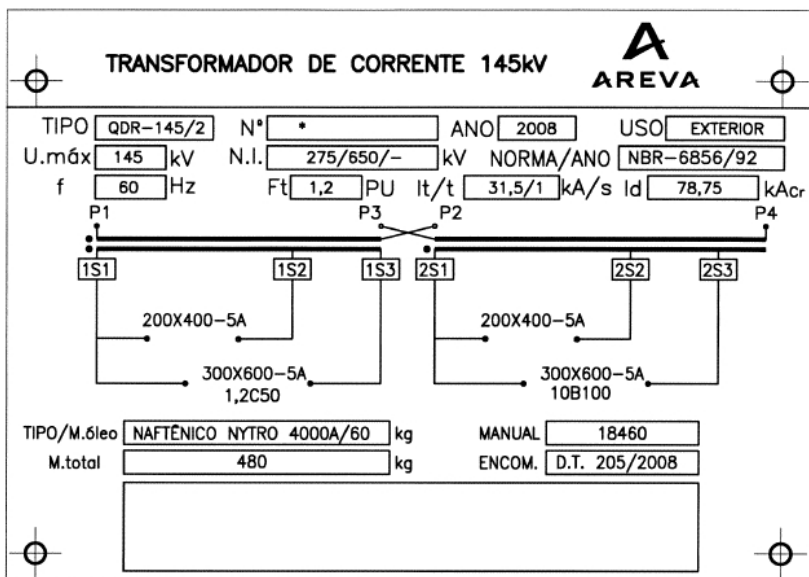 TRANSFORMADOR DE CORRENTE 145kV
AREVA
TIPO QDR-145/2 Nº * ANO 2008 USO EXTERIOR
U.máx 145 kV N.I. 275/650/- kV NORMA/ANO NBR-6856/92
f 60 Hz Ft 1,2 PU It/t 31,5/1 kA/s Id 78,75 kAcr
P1 P3 P2 P4
1S1 1S2 1S3 2S1 2S2 2S3
200X400-5A 200X400-5A
300X600-5A 300X600-5A
1,2C50 10B100
TIPO/M.óleo NAFTÊNICO NYTRO 4000A/60 kg MANUAL 18460
M.total 480 kg ENCOM. D.T. 205/2008